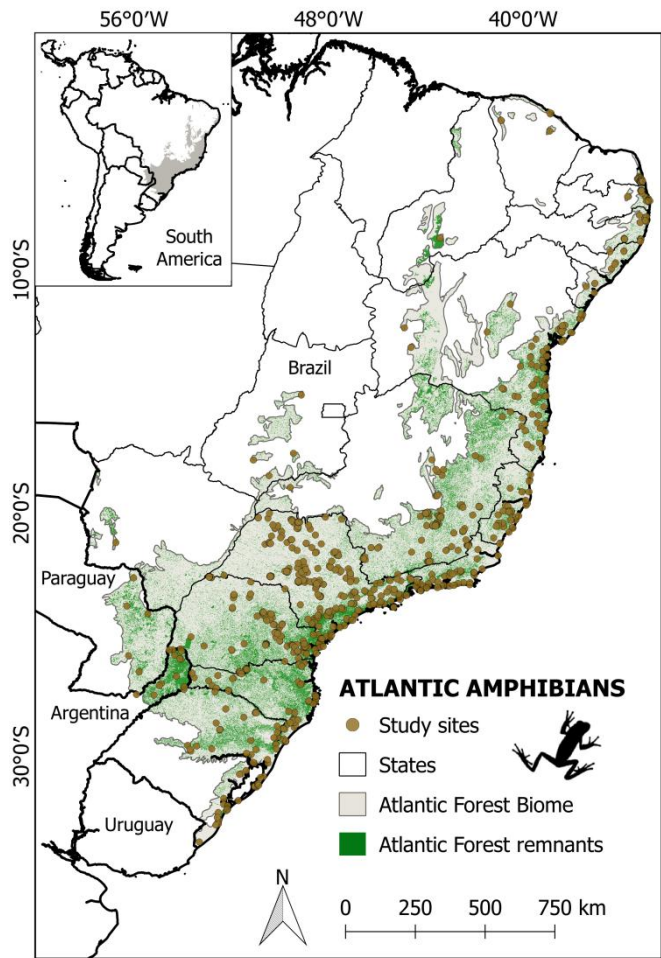 56°0'W 48°0'W 40°0'W
South
America
10°0'S
Brazil
20°0'S
Paraguay
Argentina
30°0'S
Uruguay
ATLANTIC AMPHIBIANS
Study sites
States
Atlantic Forest Biome
Atlantic Forest remnants
N
0 250 500 750 km